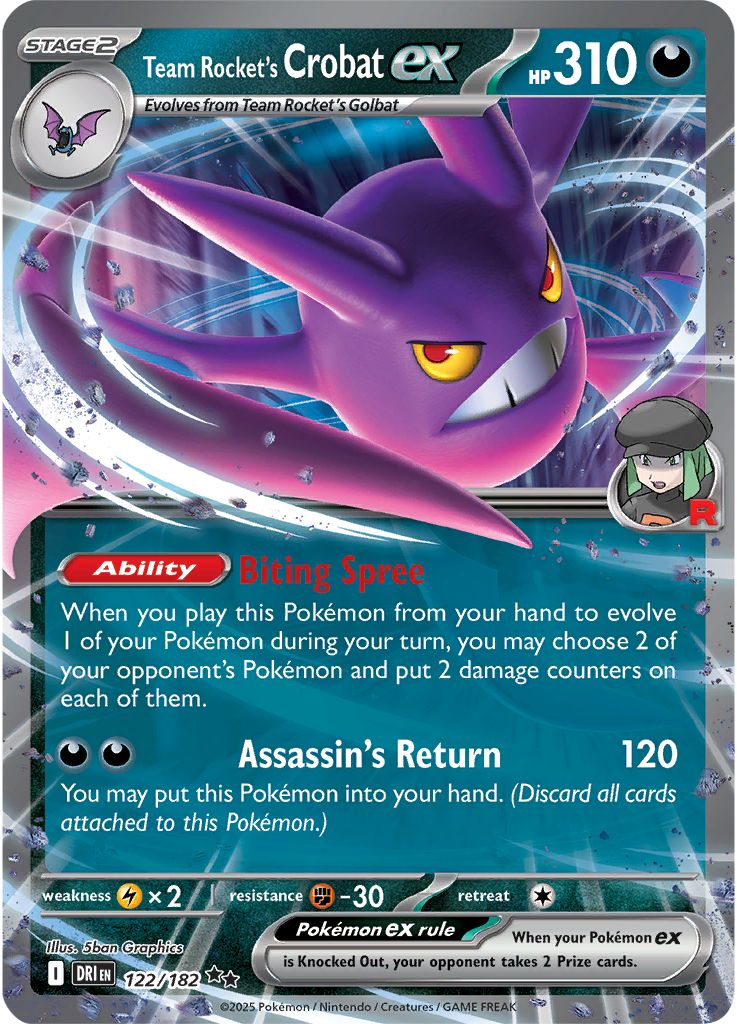 STAGE2
Team Rocket's Crobat ex
HP310
Evolves from Team Rocket's Golbat
R
Ability Biting Spree
When you play this Pokémon from your hand to evolve
1 of your Pokémon during your turn, you may choose 2 of
your opponent's Pokémon and put 2 damage counters on
each of them.
Assassin's Return 120
You may put this Pokémon into your hand. (Discard all cards
attached to this Pokémon.)
weakness ×2 resistance -30 retreat
Illus. 5ban Graphics
Pokémon ex rule When your Pokémon ex
is Knocked Out, your opponent takes 2 Prize cards.
I DRI EN 122/182
©2025 Pokémon / Nintendo / Creatures / GAME FREAK